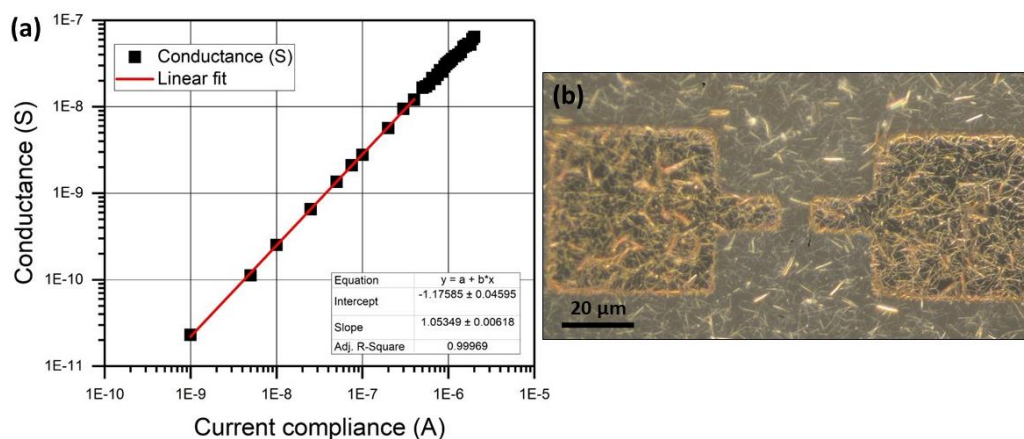 (a)
1E-7
1E-8
1E-9
1E-10
1E-11
Conductance (S)
Conductance (S)
Linear fit
Equation y = a + b*x
Intercept -1.17585 ± 0.04595
Slope 1.05349 ± 0.00618
Adj. R-Square 0.99969
1E-10 1E-9 1E-8 1E-7 1E-6 1E-5
Current compliance (A)
(b)
20 µm